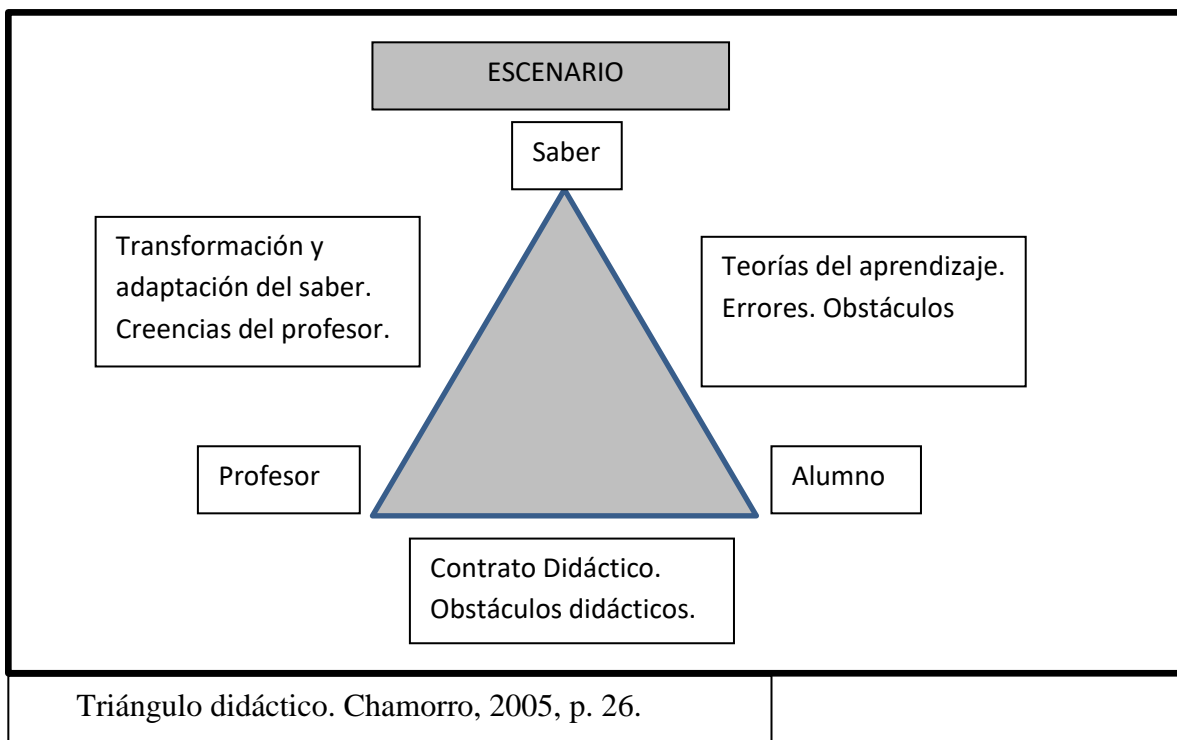 ESCENARIO
Saber
Transformación y
adaptación del saber.
Creencias del profesor.
Teorías del aprendizaje.
Errores. Obstáculos
Profesor
Alumno
Contrato Didáctico.
Obstáculos didácticos.
Triángulo didáctico. Chamorro, 2005, p. 26.